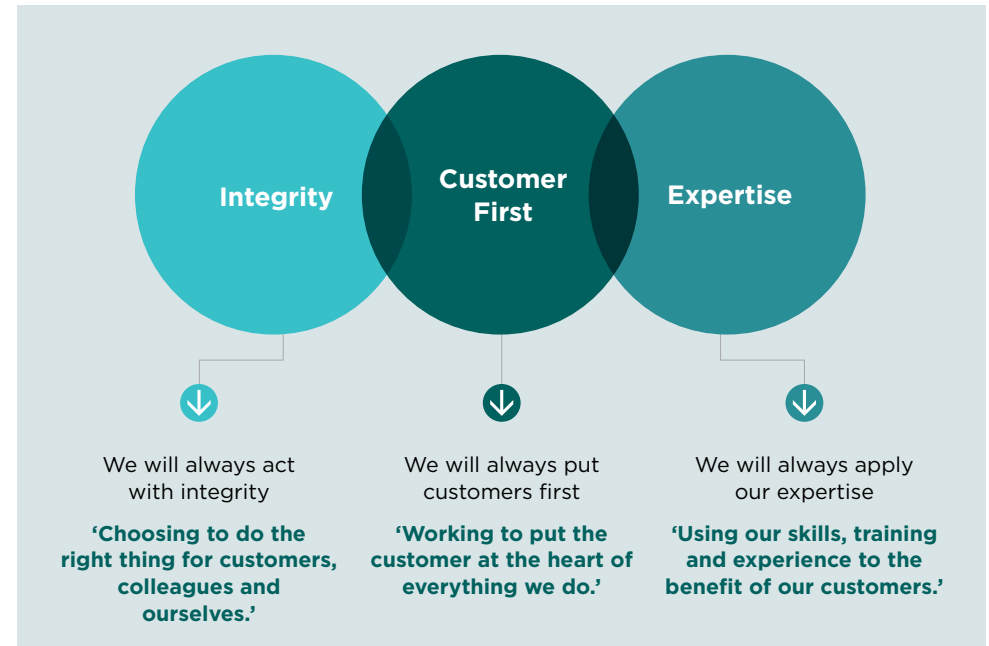 Integrity
Customer
First
Expertise
We will always act
with integrity
‘Choosing to do the
right thing for customers,
colleagues and
ourselves.’
We will always put
customers first
‘Working to put the
customer at the heart of
everything we do.’
We will always apply
our expertise
‘Using our skills, training
and experience to the
benefit of our customers.’